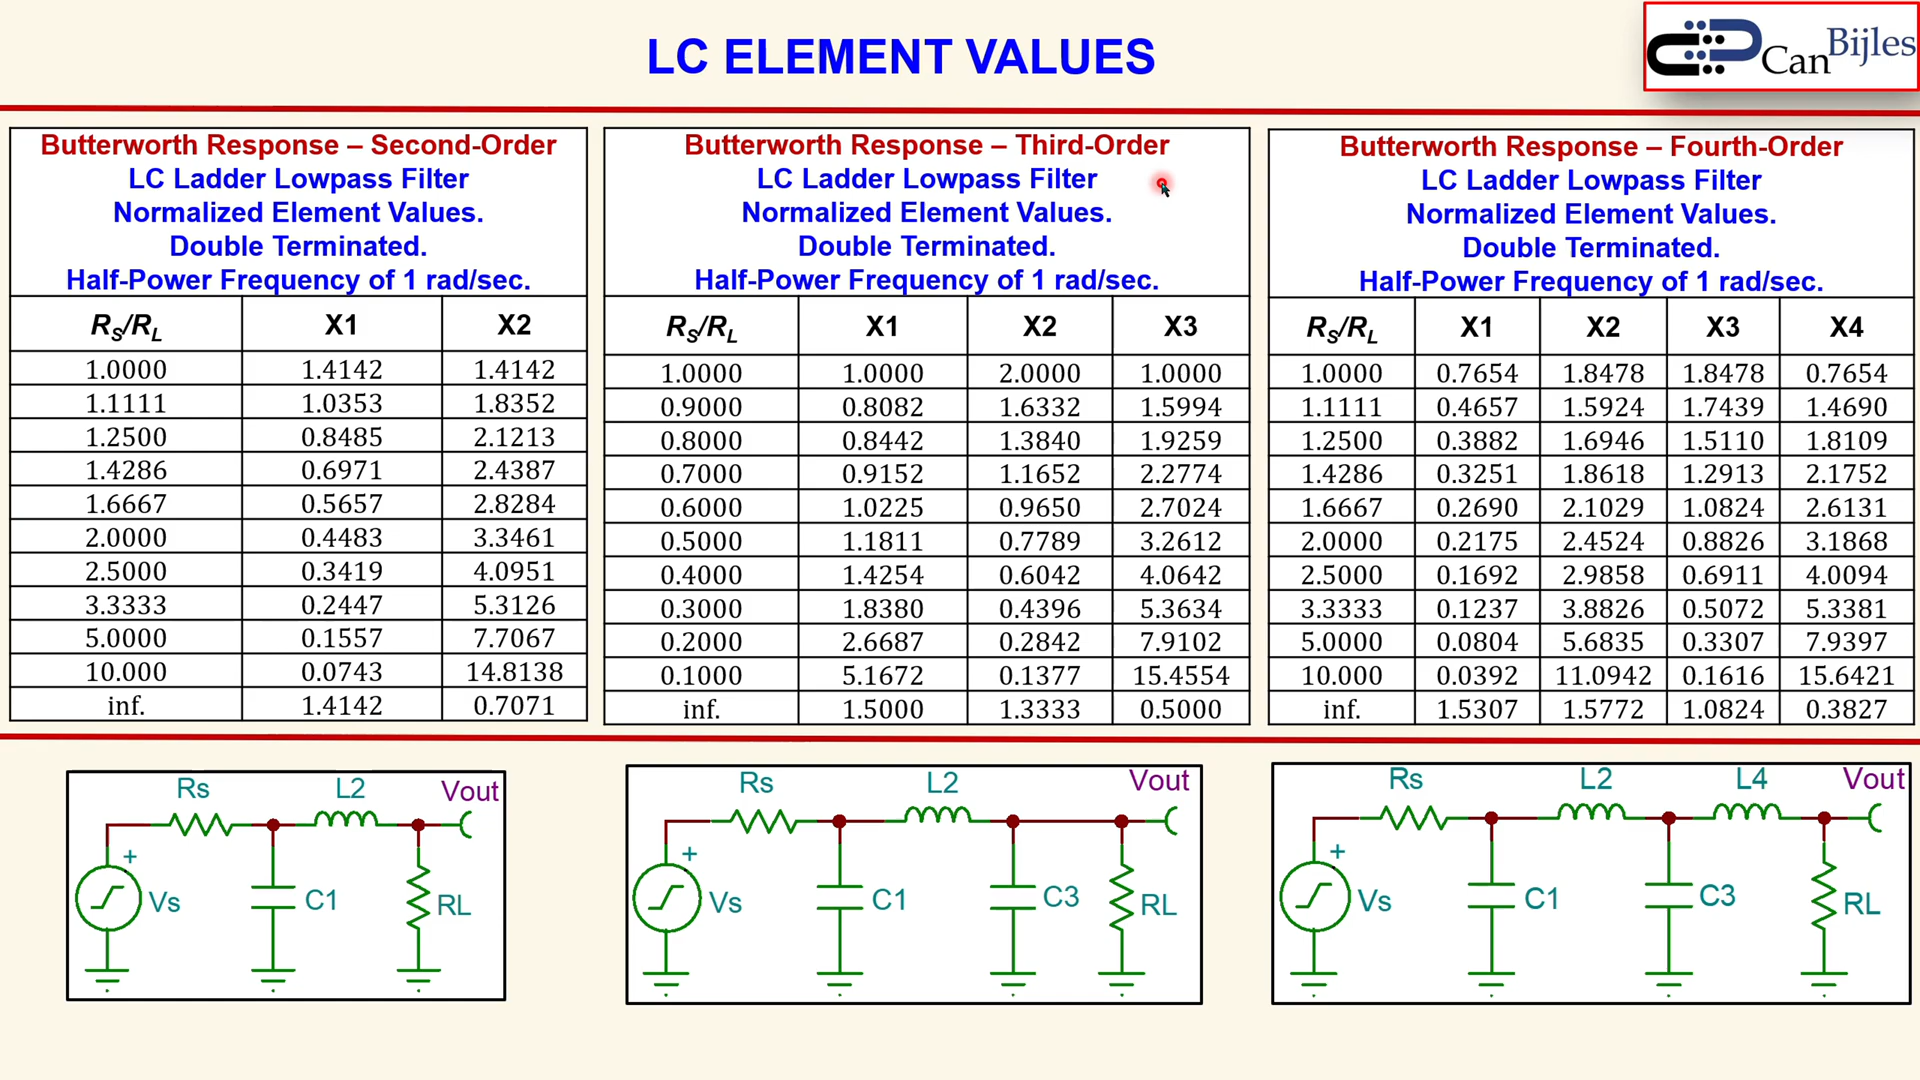 LC ELEMENT VALUES
CanBijles
Butterworth Response – Second-Order
LC Ladder Lowpass Filter
Normalized Element Values.
Double Terminated.
Half-Power Frequency of 1 rad/sec.
RS/RL X1 X2
1.0000 1.4142 1.4142
1.1111 1.0353 1.8352
1.2500 0.8485 2.1213
1.4286 0.6971 2.4387
1.6667 0.5657 2.8284
2.0000 0.4483 3.3461
2.5000 0.3419 4.0951
3.3333 0.2447 5.3126
5.0000 0.1557 7.7067
10.000 0.0743 14.8138
inf. 1.4142 0.7071
Butterworth Response – Third-Order
LC Ladder Lowpass Filter
Normalized Element Values.
Double Terminated.
Half-Power Frequency of 1 rad/sec.
RS/RL X1 X2 X3
1.0000 1.0000 2.0000 1.0000
0.9000 0.8082 1.6332 1.5994
0.8000 0.8442 1.3840 1.9259
0.7000 0.9152 1.1652 2.2774
0.6000 1.0225 0.9650 2.7024
0.5000 1.1811 0.7789 3.2612
0.4000 1.4254 0.6042 4.0642
0.3000 1.8380 0.4396 5.3634
0.2000 2.6687 0.2842 7.9102
0.1000 5.1672 0.1377 15.4554
inf. 1.5000 1.3333 0.5000
Butterworth Response – Fourth-Order
LC Ladder Lowpass Filter
Normalized Element Values.
Double Terminated.
Half-Power Frequency of 1 rad/sec.
RS/RL X1 X2 X3 X4
1.0000 0.7654 1.8478 1.8478 0.7654
1.1111 0.4657 1.5924 1.7439 1.4690
1.2500 0.3882 1.6946 1.5110 1.8109
1.4286 0.3251 1.8618 1.2913 2.1752
1.6667 0.2690 2.1029 1.0824 2.6131
2.0000 0.2175 2.4524 0.8826 3.1868
2.5000 0.1692 2.9858 0.6911 4.0094
3.3333 0.1237 3.8826 0.5072 5.3381
5.0000 0.0804 5.6835 0.3307 7.9397
10.000 0.0392 11.0942 0.1616 15.6421
inf. 1.5307 1.5772 1.0824 0.3827
Rs L2 Vout
+
Vs C1 RL
Rs L2 Vout
+
Vs C1 C3 RL
Rs L2 L4 Vout
+
Vs C1 C3 RL